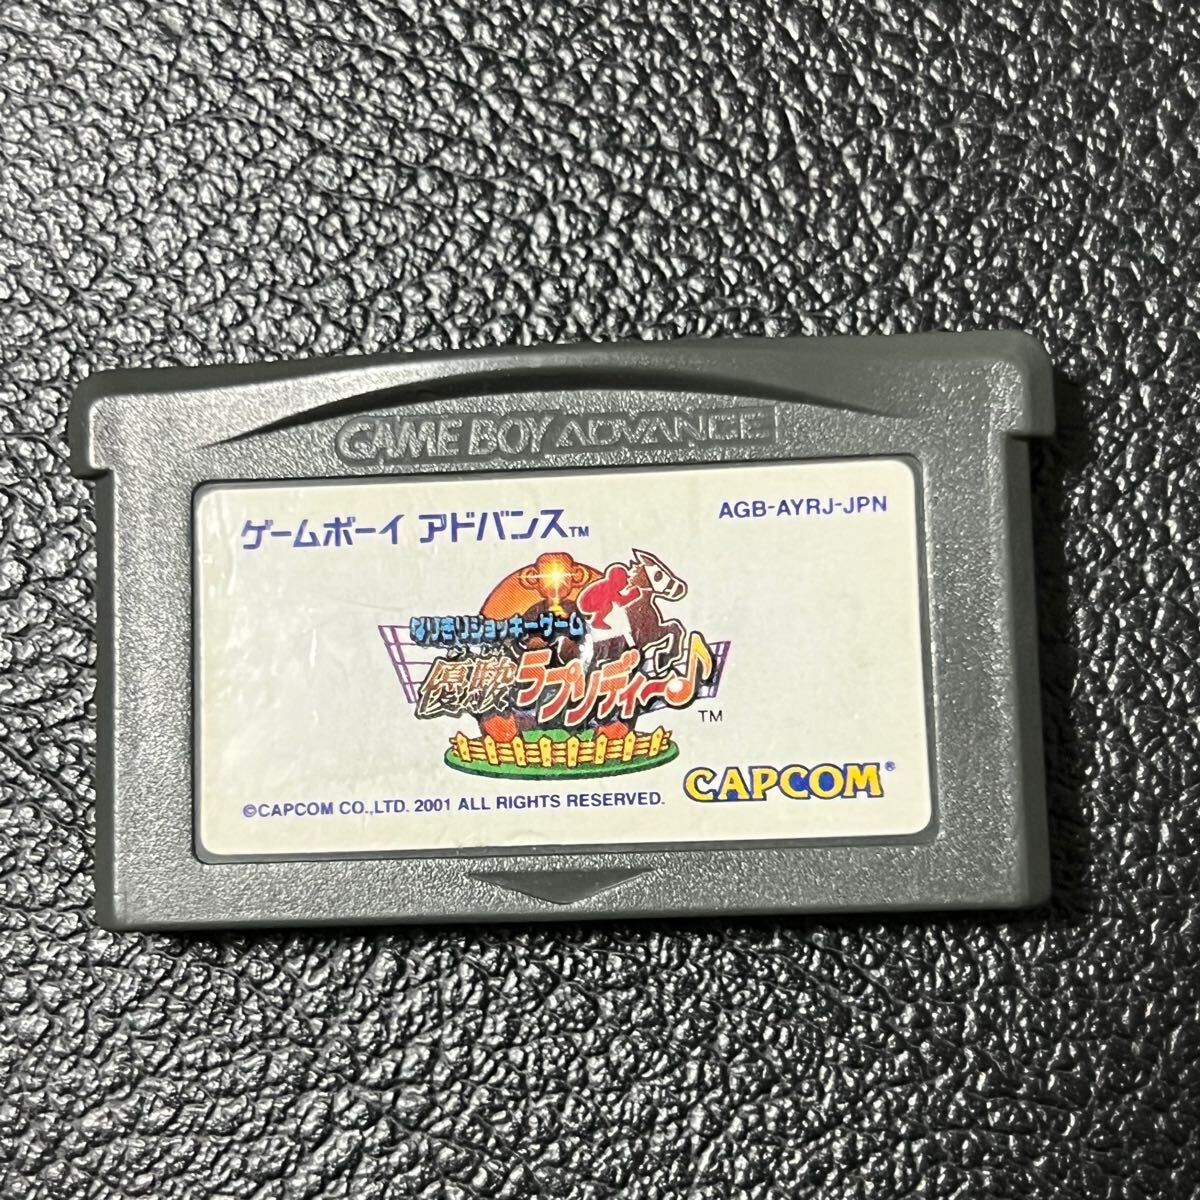 GAME BOY ADVANCE
ゲームボーイ アドバンス™
AGB-AYRJ-JPN
なりきりジョッキーゲーム
優駿ラプソディー♪
TM
CAPCOM®
©CAPCOM CO.,LTD. 2001 ALL RIGHTS RESERVED.